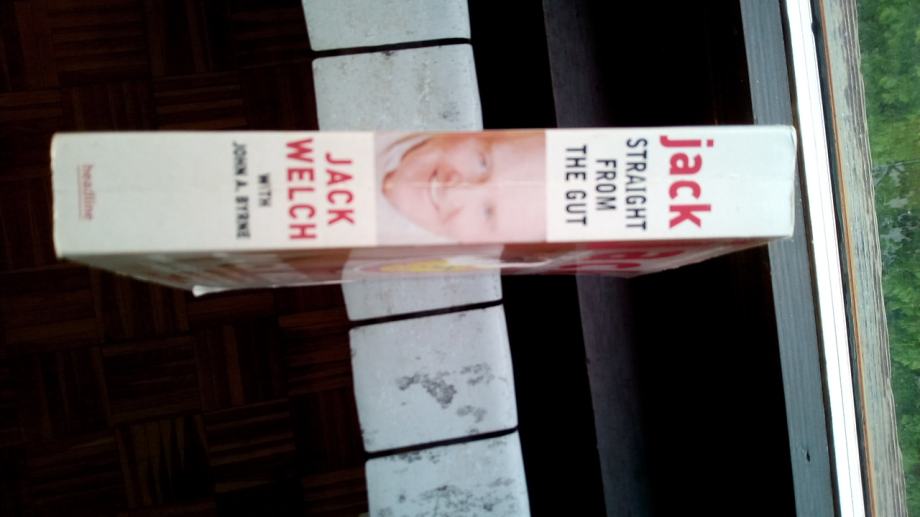 jack
STRAIGHT
FROM
THE GUT
JACK
WELCH
WITH
JOHN A. BYRNE
headline